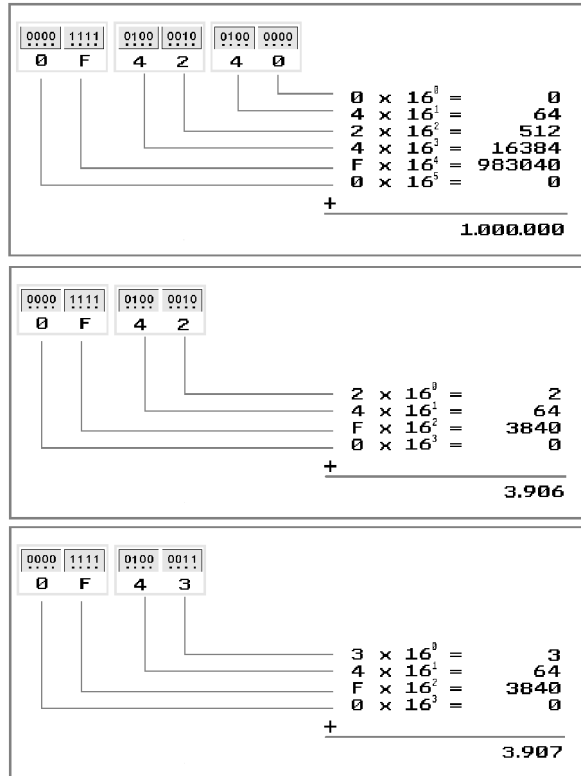 0000 1111 0100 0010 0100 0000
0 F 4 2 4 0
0 x 16⁰ = 0
4 x 16¹ = 64
2 x 16² = 512
4 x 16³ = 16384
F x 16⁴ = 983040
0 x 16⁵ = 0
+
1.000.000
0000 1111 0100 0010
0 F 4 2
2 x 16⁰ = 2
4 x 16¹ = 64
F x 16² = 3840
0 x 16³ = 0
+
3.906
0000 1111 0100 0011
0 F 4 3
3 x 16⁰ = 3
4 x 16¹ = 64
F x 16² = 3840
0 x 16³ = 0
+
3.907